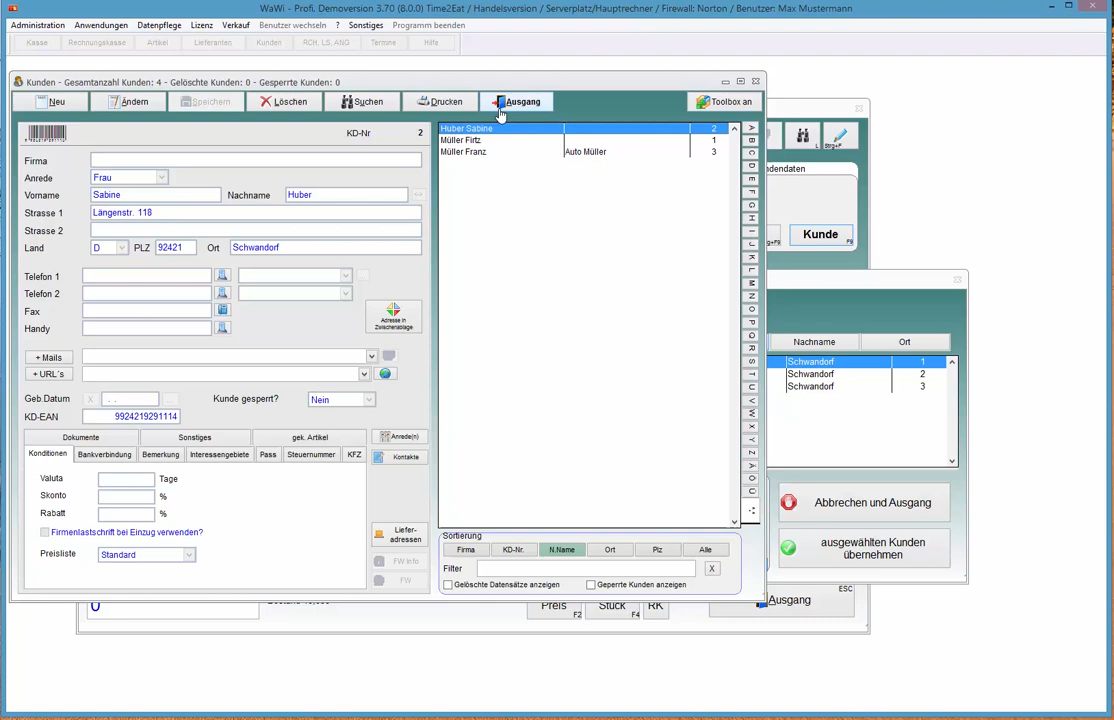 WaWi - Profi. Demoversion 3.70 (8.0.0) Time2Eat / Handelsversion / Serverplatz/Hauptrechner / Firewall: Norton / Benutzer: Max Mustermann
Administration Anwendungen Datenpflege Lizenz Verkauf Benutzer wechseln ? Sonstiges Programm beenden
Kasse Rechnungskasse Artikel Lieferanten Kunden RCH, LS, ANG Termine Hilfe
Kunden - Gesamtanzahl Kunden: 4 - Gelöschte Kunden: 0 - Gesperrte Kunden: 0
Neu Ändern Speichern Löschen Suchen Drucken Ausgang Toolbox an
KD-Nr 2
Firma
Anrede Frau
Vorname Sabine Nachname Huber
Strasse 1 Längenstr. 118
Strasse 2
Land D PLZ 92421 Ort Schwandorf
Telefon 1
Telefon 2
Fax
Handy
Adresse in
Zwischenablage
+ Mails
+ URL´s
Geb.Datum X . . Kunde gesperrt? Nein
KD-EAN 9924219291114
Dokumente Sonstiges gek. Artikel Anrede(n)
Konditionen Bankverbindung Bemerkung Interessengebiete Pass Steuernummer KFZ Kontakte
Valuta Tage
Skonto %
Rabatt %
Firmenlastschrift bei Einzug verwenden?
Preisliste Standard
Liefer-
adressen
FW Info
FW
Huber Sabine 2
Müller Firtz 1
Müller Franz Auto Müller 3
A
B
C
D
E
F
G
H
I
J
K
L
M
N
O
P
Q
R
S
T
U
V
W
X
Y
Z
Ä
Ö
Ü
Sortierung
Firma KD-Nr. N.Name Ort Plz Alle
Filter X
Gelöschte Datensätze anzeigen Geperrte Kunden anzeigen
Strg+F
dendaten
g+F9 Kunde F9
Nachname Ort
Schwandorf 1
Schwandorf 2
Schwandorf 3
Abbrechen und Ausgang
ausgewählten Kunden
übernehmen
0 Preis F2 Stück F4 RK Ausgang ESC